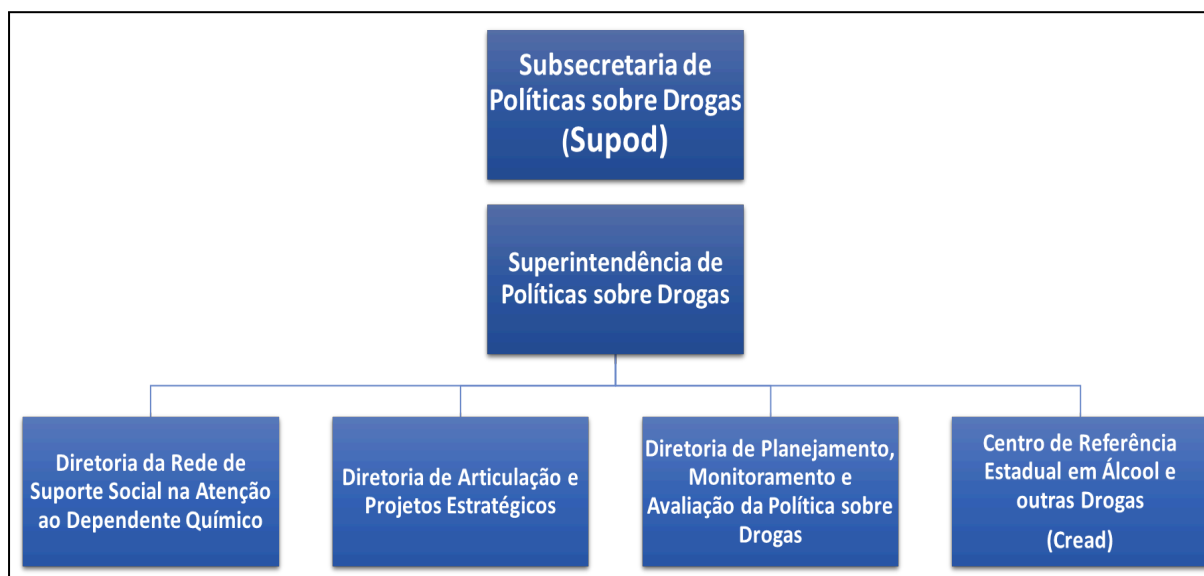 Subsecretaria de
Políticas sobre Drogas
(Supod)
Superintendência de
Políticas sobre Drogas
Diretoria da Rede de
Suporte Social na Atenção
ao Dependente Químico
Diretoria de Articulação e
Projetos Estratégicos
Diretoria de Planejamento,
Monitoramento e
Avaliação da Política sobre
Drogas
Centro de Referência
Estadual em Álcool e
outras Drogas
(Cread)